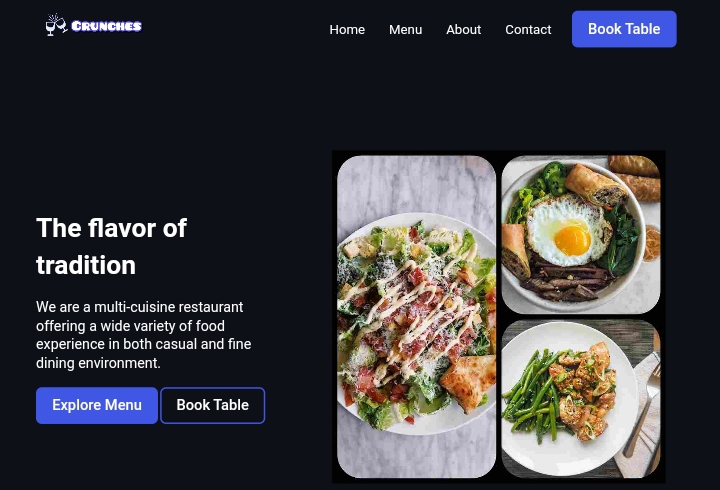 CRUNCHES
Home Menu About Contact Book Table
The flavor of
tradition
We are a multi-cuisine restaurant
offering a wide variety of food
experience in both casual and fine
dining environment.
Explore Menu Book Table